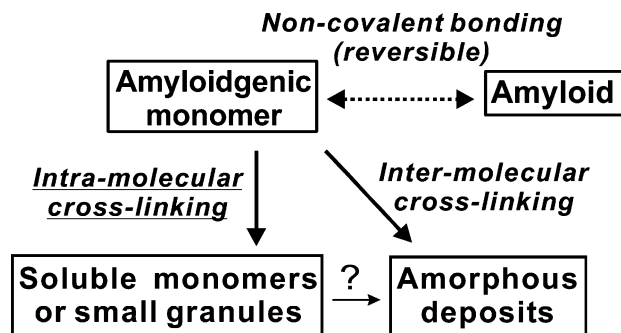 Non-covalent bonding
(reversible)
Amyloidgenic
monomer
Amyloid
Intra-molecular
cross-linking
Inter-molecular
cross-linking
Soluble monomers
or small granules
?
Amorphous
deposits